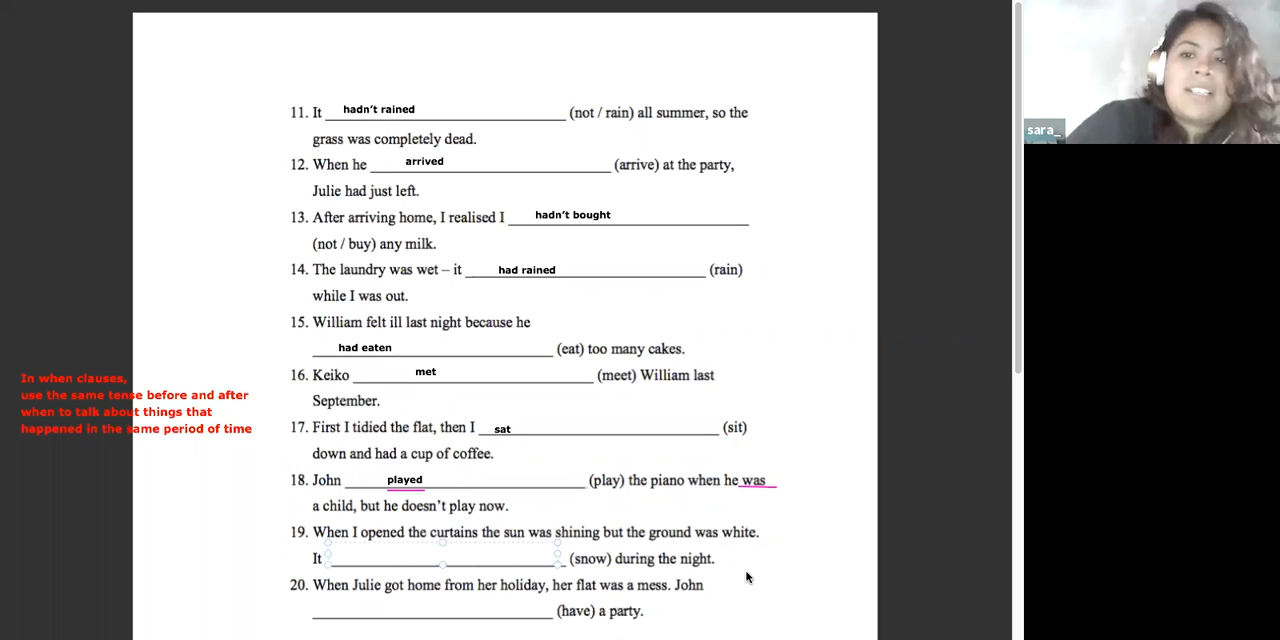 11. It hadn't rained (not / rain) all summer, so the
grass was completely dead.
12. When he arrived (arrive) at the party,
Julie had just left.
13. After arriving home, I realised I hadn't bought
(not / buy) any milk.
14. The laundry was wet – it had rained (rain)
while I was out.
15. William felt ill last night because he
had eaten (eat) too many cakes.
16. Keiko met (meet) William last
September.
17. First I tidied the flat, then I sat (sit)
down and had a cup of coffee.
18. John played (play) the piano when he was
a child, but he doesn't play now.
19. When I opened the curtains the sun was shining but the ground was white.
It (snow) during the night.
20. When Julie got home from her holiday, her flat was a mess. John
(have) a party.
In when clauses,
use the same tense before and after
when to talk about things that
happened in the same period of time
sara_